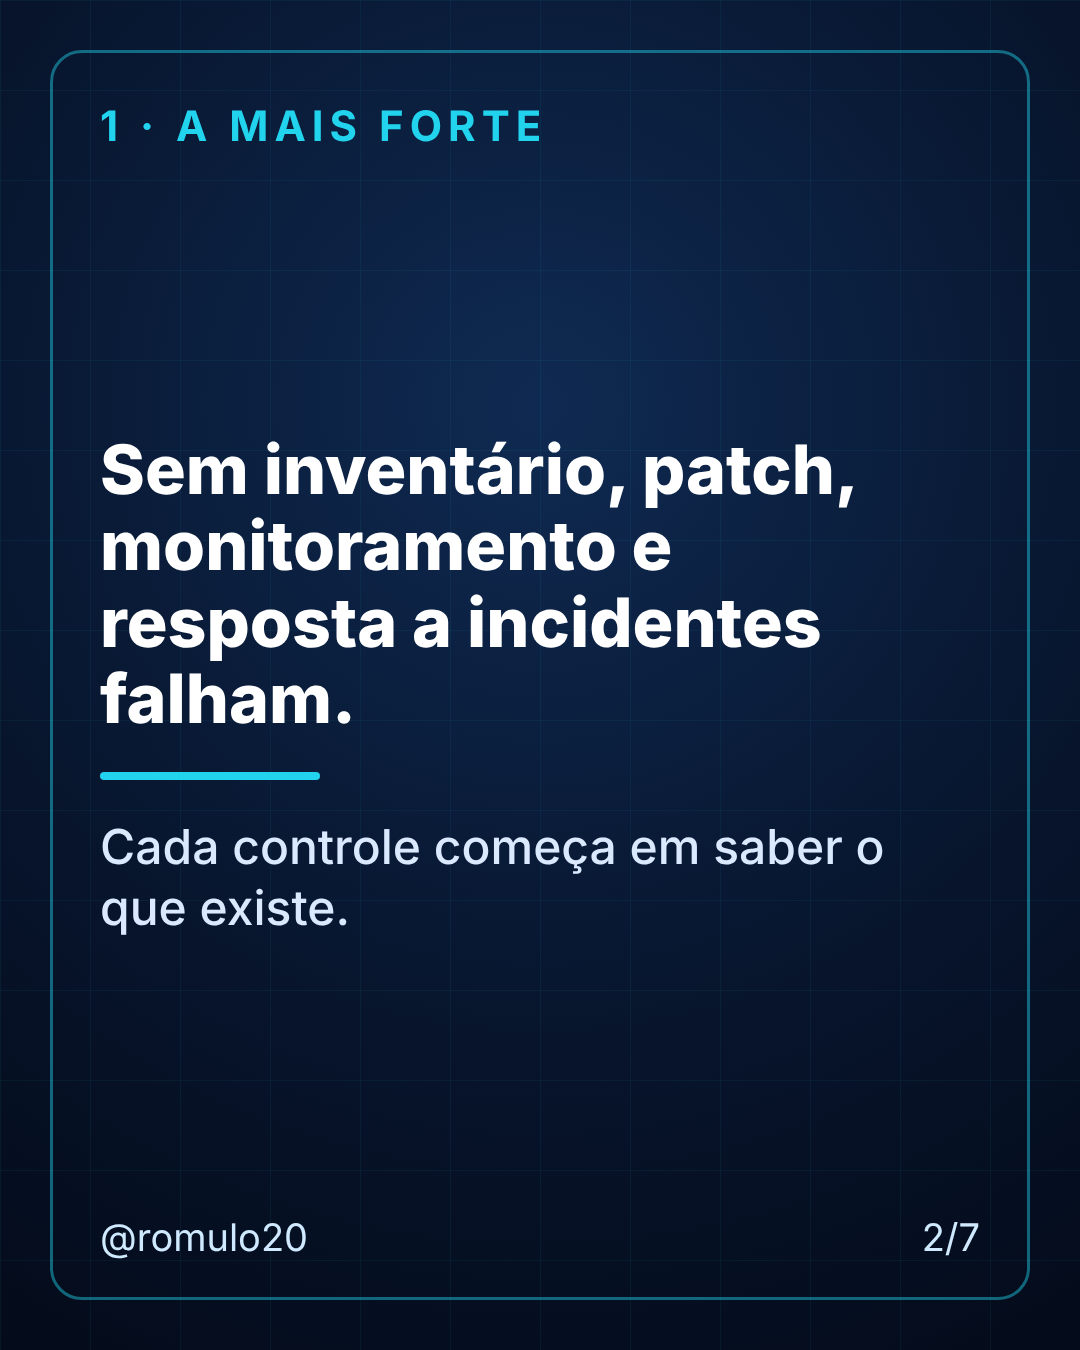 1 · A MAIS FORTE
Sem inventário, patch,
monitoramento e
resposta a incidentes
falham.
Cada controle começa em saber o
que existe.
@romulo20
2/7